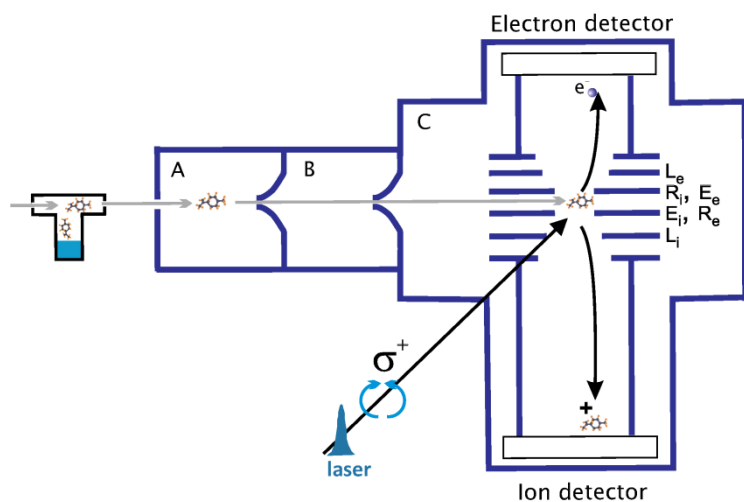 Electron detector
e⁻
C
A
B
Lₑ
Rᵢ, Eₑ
Eᵢ, Rₑ
Lᵢ
σ⁺
+
laser
Ion detector